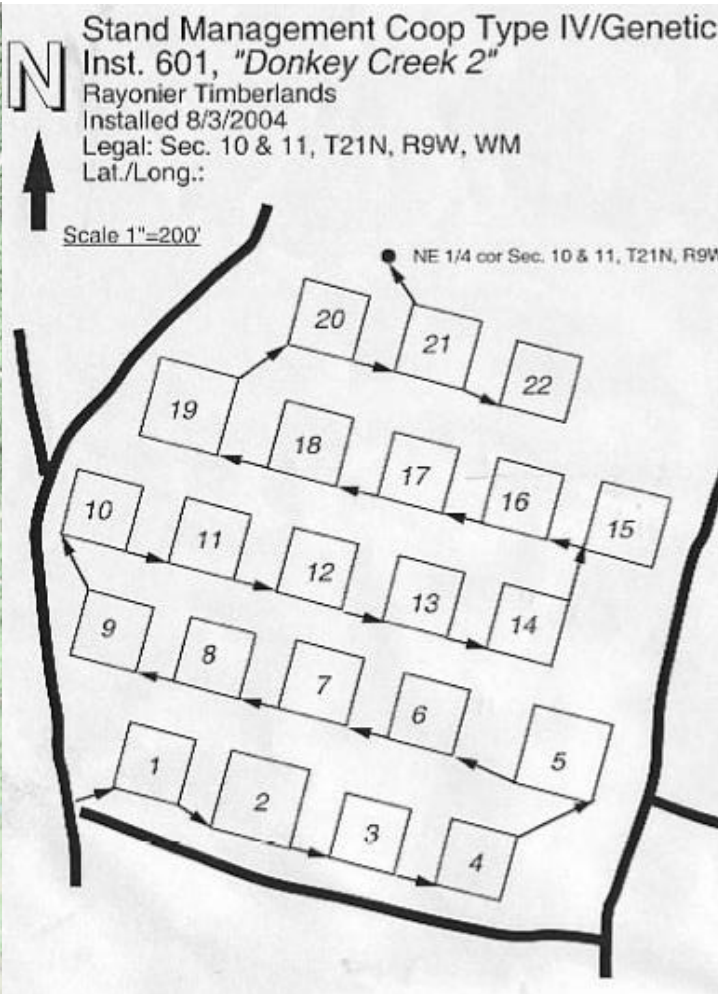 Stand Management Coop Type IV/Genetic
Inst. 601, "Donkey Creek 2"
Rayonier Timberlands
Installed 8/3/2004
Legal: Sec. 10 & 11, T21N, R9W, WM
Lat./Long.:
N
Scale 1"=200'
NE 1/4 cor Sec. 10 & 11, T21N, R9W
20
21
22
19
18
17
16
15
10
11
12
13
14
9
8
7
6
5
1
2
3
4